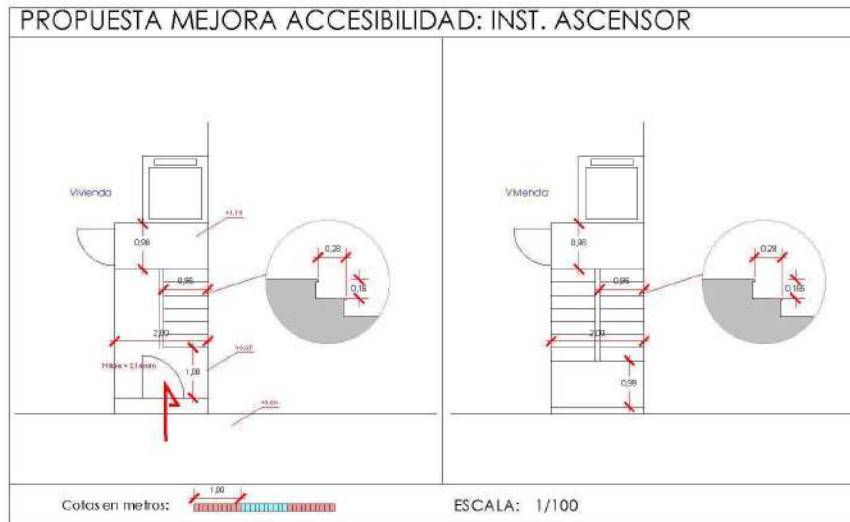 PROPUESTA MEJORA ACCESIBILIDAD: INST. ASCENSOR
Vivienda
0,98
0,95
2,00
1,08
0,28
0,16
Vivienda
0,98
0,95
2,00
0,98
0,28
0,165
1,00
Cotas en metros:
ESCALA: 1/100